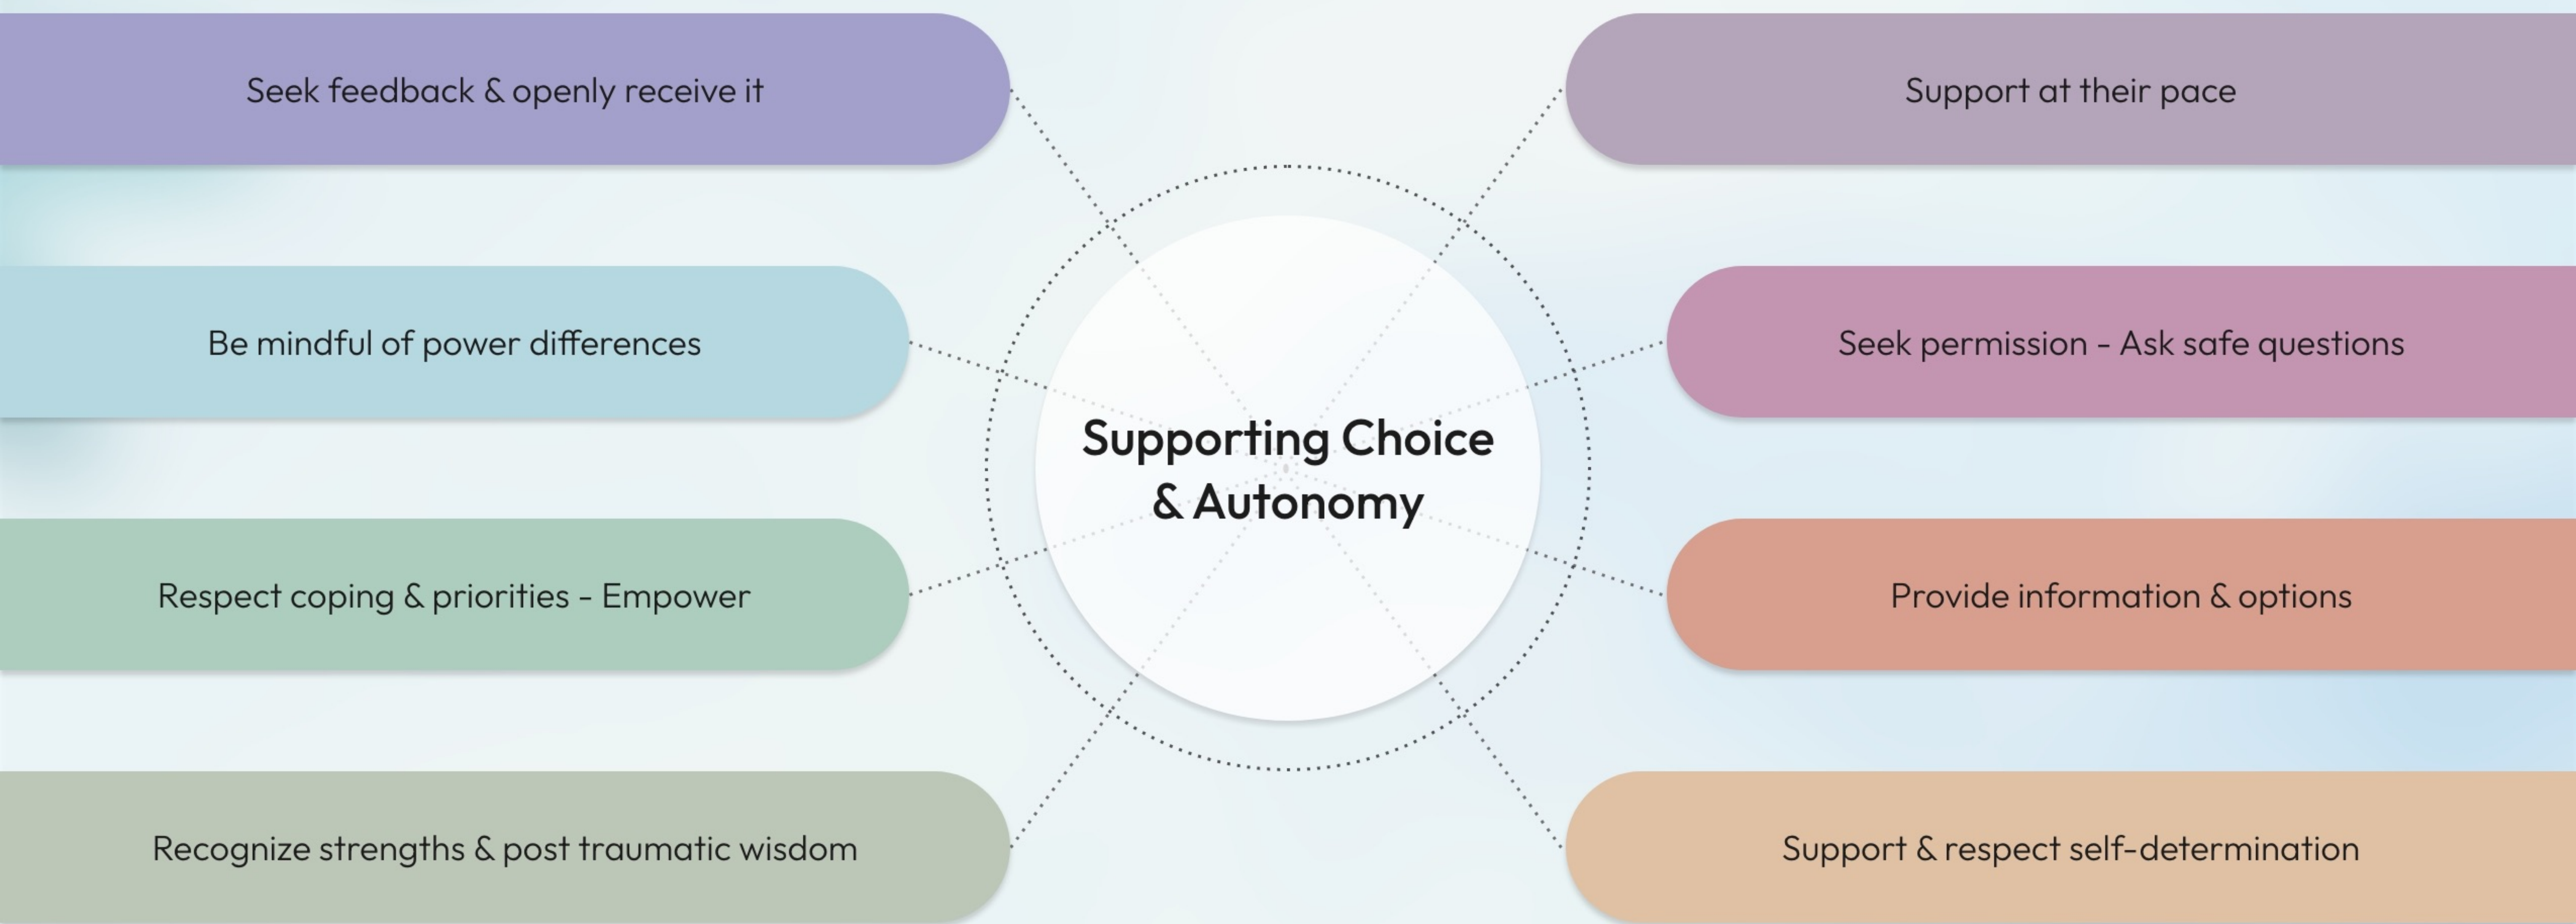 Seek feedback & openly receive it
Support at their pace
Be mindful of power differences
Seek permission - Ask safe questions
Supporting Choice
& Autonomy
Respect coping & priorities - Empower
Provide information & options
Recognize strengths & post traumatic wisdom
Support & respect self-determination